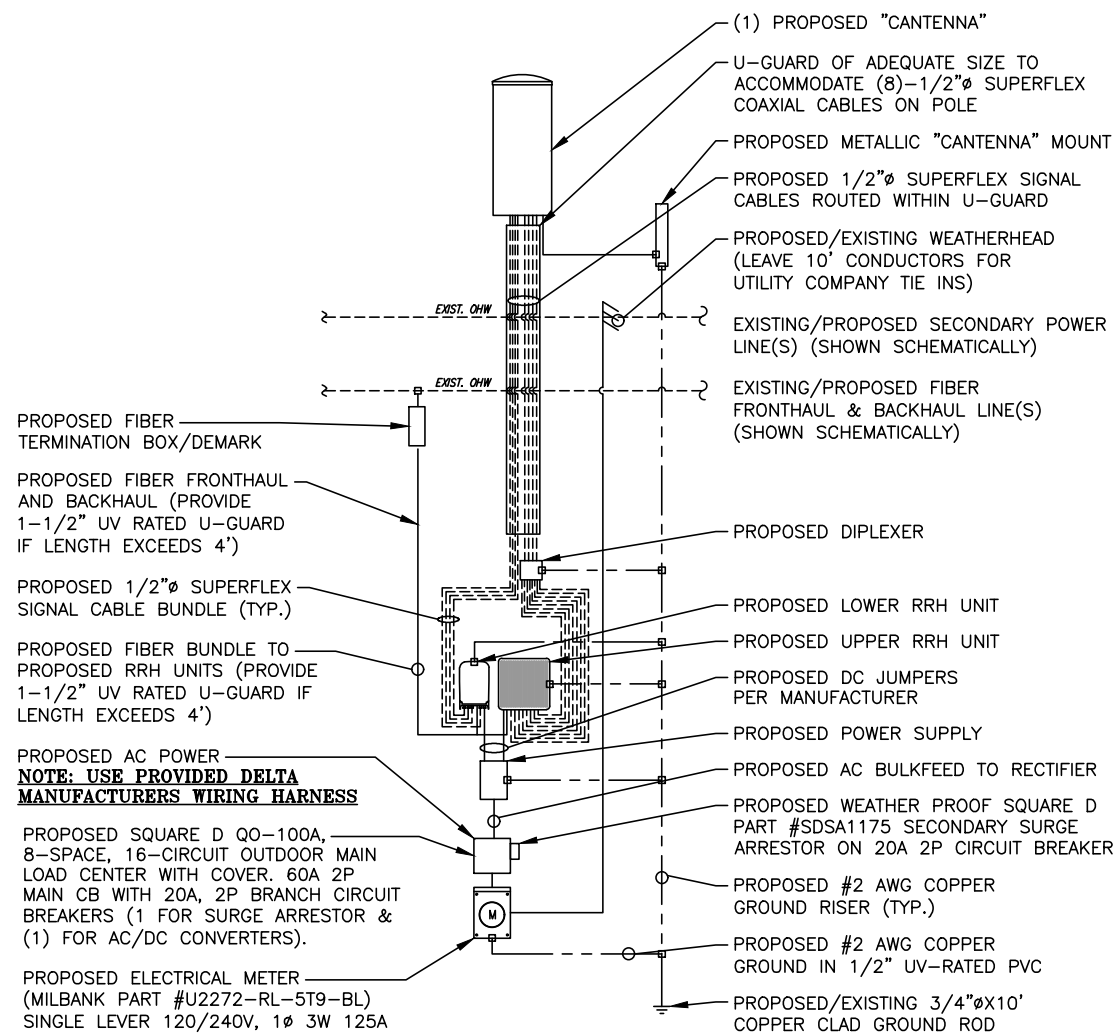 (1) PROPOSED "CANTENNA"
U-GUARD OF ADEQUATE SIZE TO
ACCOMMODATE (8)-1/2"ø SUPERFLEX
COAXIAL CABLES ON POLE
PROPOSED METALLIC "CANTENNA" MOUNT
PROPOSED 1/2"ø SUPERFLEX SIGNAL
CABLES ROUTED WITHIN U-GUARD
PROPOSED/EXISTING WEATHERHEAD
(LEAVE 10' CONDUCTORS FOR
UTILITY COMPANY TIE INS)
EXIST. OHW
EXISTING/PROPOSED SECONDARY POWER
LINE(S) (SHOWN SCHEMATICALLY)
EXIST. OHW
EXISTING/PROPOSED FIBER
FRONTHAUL & BACKHAUL LINE(S)
(SHOWN SCHEMATICALLY)
PROPOSED FIBER
TERMINATION BOX/DEMARK
PROPOSED FIBER FRONTHAUL
AND BACKHAUL (PROVIDE
1-1/2" UV RATED U-GUARD
IF LENGTH EXCEEDS 4')
PROPOSED 1/2"ø SUPERFLEX
SIGNAL CABLE BUNDLE (TYP.)
PROPOSED FIBER BUNDLE TO
PROPOSED RRH UNITS (PROVIDE
1-1/2" UV RATED U-GUARD IF
LENGTH EXCEEDS 4')
PROPOSED AC POWER
NOTE: USE PROVIDED DELTA
MANUFACTURERS WIRING HARNESS
PROPOSED SQUARE D QO-100A,
8-SPACE, 16-CIRCUIT OUTDOOR MAIN
LOAD CENTER WITH COVER. 60A 2P
MAIN CB WITH 20A, 2P BRANCH CIRCUIT
BREAKERS (1 FOR SURGE ARRESTOR &
(1) FOR AC/DC CONVERTERS).
PROPOSED ELECTRICAL METER
(MILBANK PART #U2272-RL-5T9-BL)
SINGLE LEVER 120/240V, 1ø 3W 125A
M
PROPOSED DIPLEXER
PROPOSED LOWER RRH UNIT
PROPOSED UPPER RRH UNIT
PROPOSED DC JUMPERS
PER MANUFACTURER
PROPOSED POWER SUPPLY
PROPOSED AC BULKFEED TO RECTIFIER
PROPOSED WEATHER PROOF SQUARE D
PART #SDSA1175 SECONDARY SURGE
ARRESTOR ON 20A 2P CIRCUIT BREAKER
PROPOSED #2 AWG COPPER
GROUND RISER (TYP.)
PROPOSED #2 AWG COPPER
GROUND IN 1/2" UV-RATED PVC
PROPOSED/EXISTING 3/4"øX10'
COPPER CLAD GROUND ROD